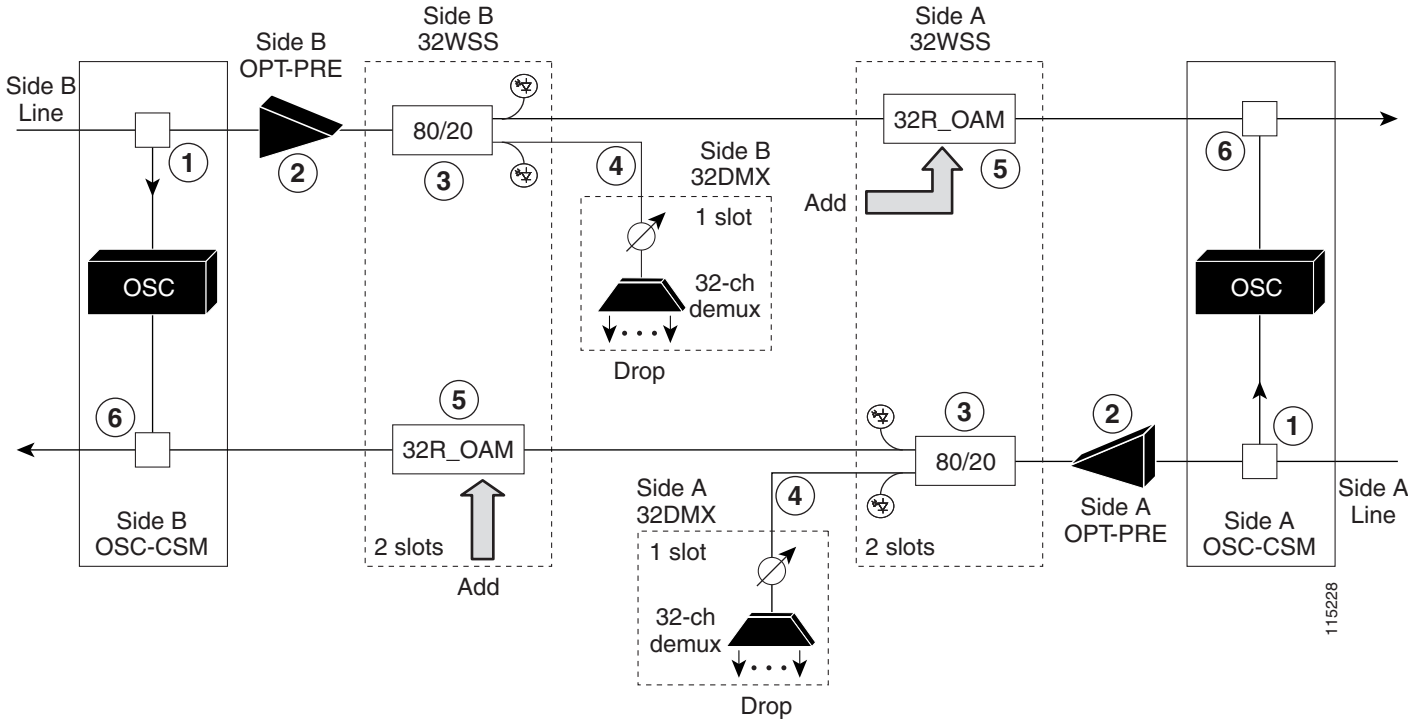 Side B
32WSS
Side A
32WSS
Side B
OPT-PRE
Side B
Line
1
2
80/20
3
4
Side B
32DMX
1 slot
32-ch
demux
Drop
32R_OAM
5
Add
6
OSC
OSC
6
5
32R_OAM
Add
2 slots
Side B
OSC-CSM
3
80/20
2
1
4
Side A
32DMX
1 slot
32-ch
demux
Drop
2 slots
Side A
OPT-PRE
Side A
OSC-CSM
Side A
Line
115228